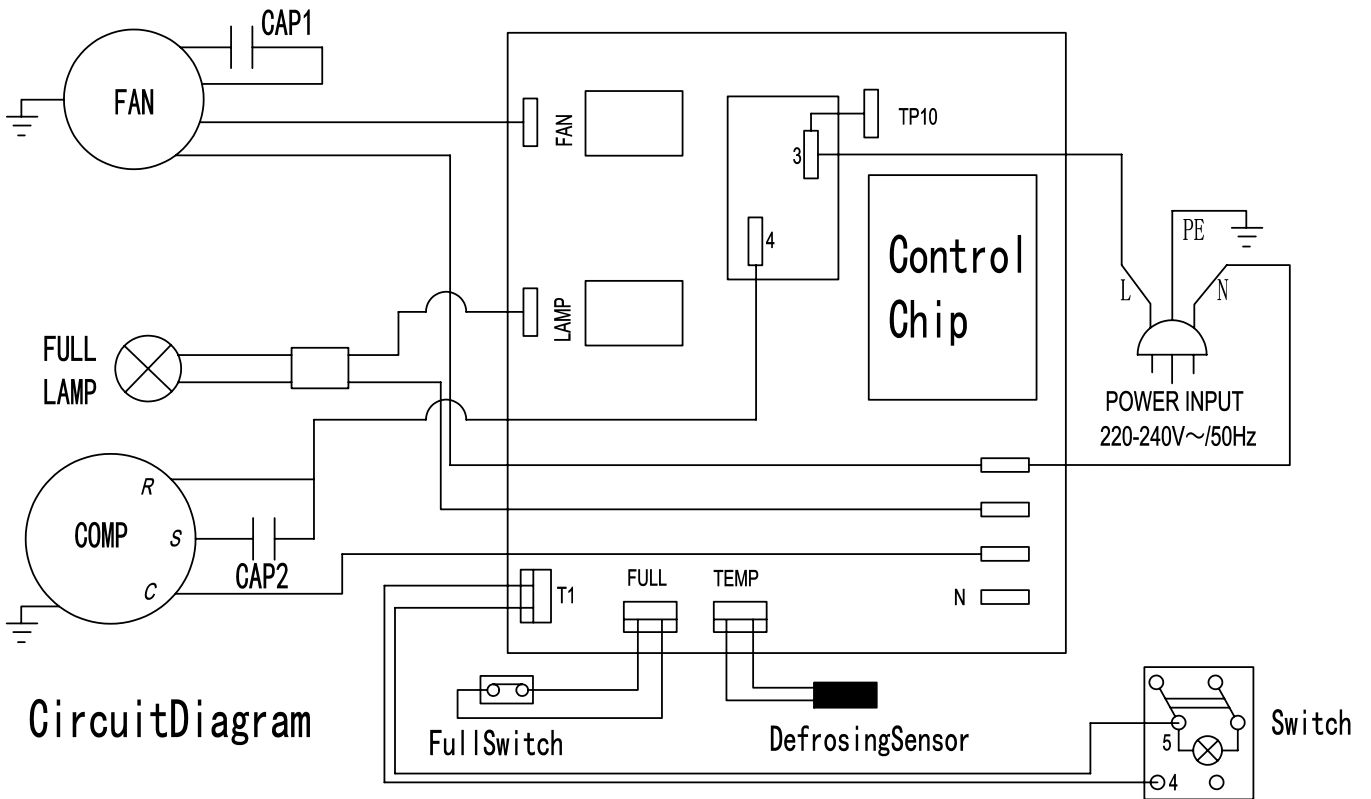 CAP1
FAN
FAN
TP10
3
4
Control
Chip
PE
L
N
POWER INPUT
220-240V～/50Hz
LAMP
FULL
LAMP
R
COMP
S
CAP2
C
T1
FULL
TEMP
N
CircuitDiagram
FullSwitch
DefrosingSensor
Switch
5
4